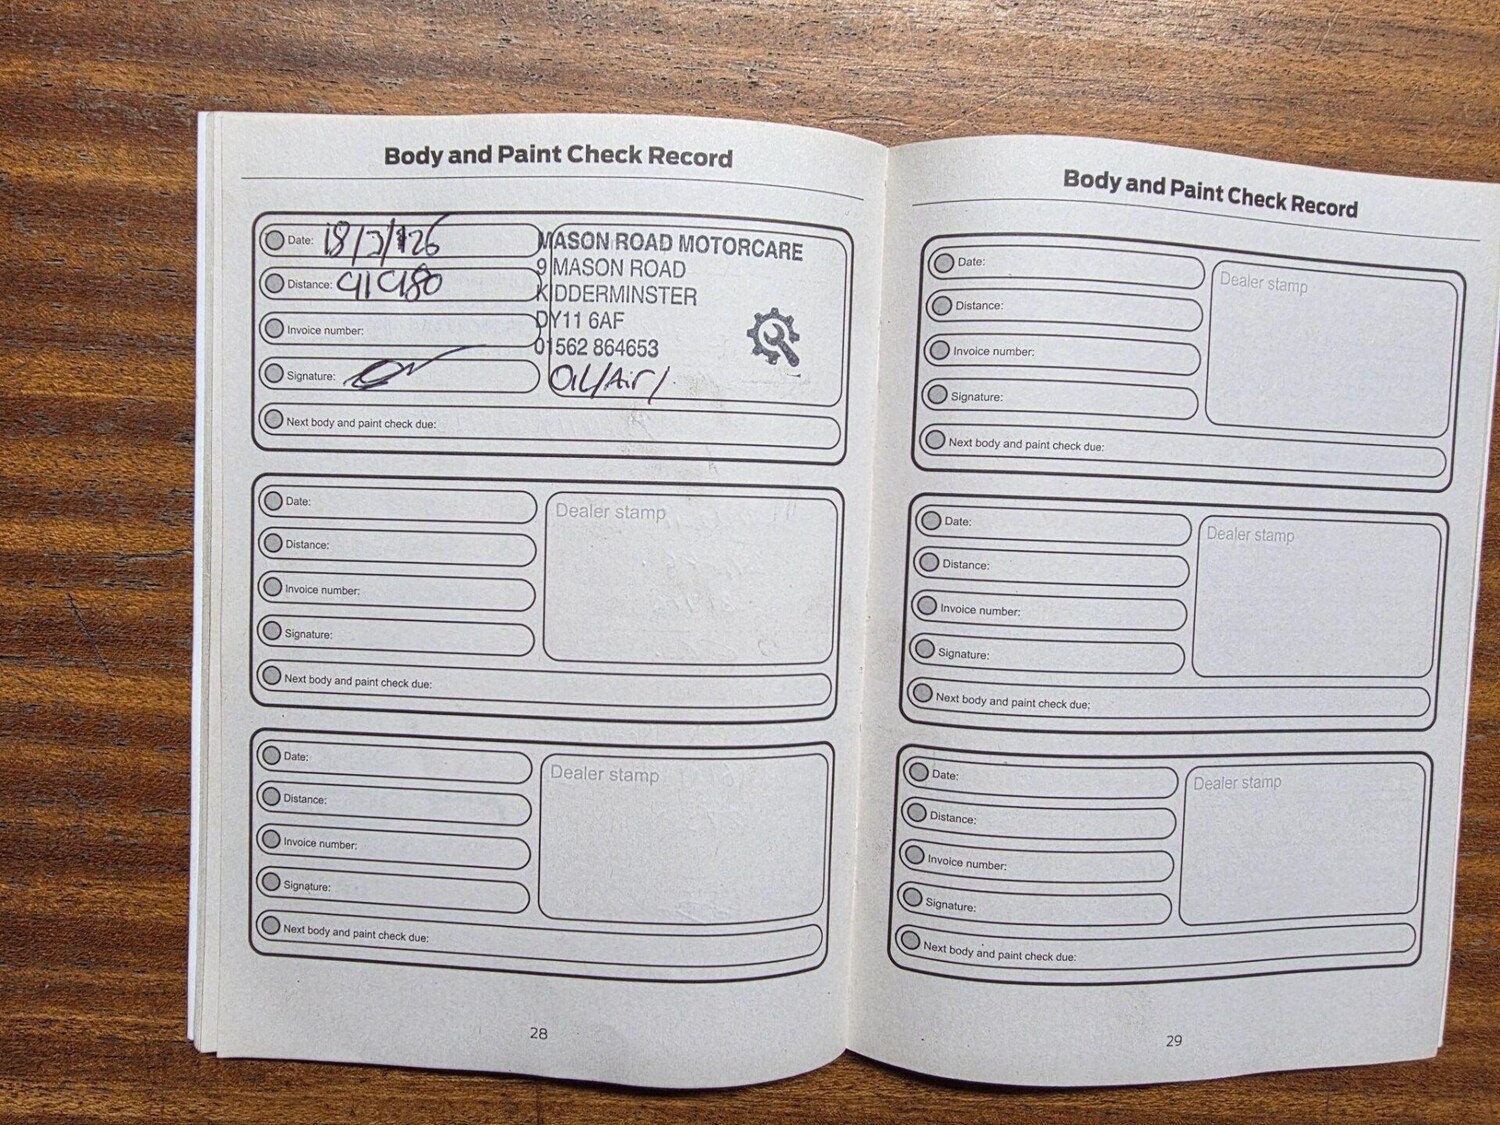 Body and Paint Check Record
Date: 18/2/26
Distance:
Invoice number:
Signature:
MASON ROAD MOTORCARE
9 MASON ROAD
KIDDERMINSTER
DY11 6AF
01562 864653
Oil/Air/
Next body and paint check due:
Date:
Distance:
Invoice number:
Signature:
Dealer stamp
Next body and paint check due:
Date:
Distance:
Invoice number:
Signature:
Dealer stamp
Next body and paint check due:
28
Body and Paint Check Record
Date:
Distance:
Invoice number:
Signature:
Dealer stamp
Next body and paint check due:
Date:
Distance:
Invoice number:
Signature:
Dealer stamp
Next body and paint check due:
Date:
Distance:
Invoice number:
Signature:
Dealer stamp
Next body and paint check due:
29